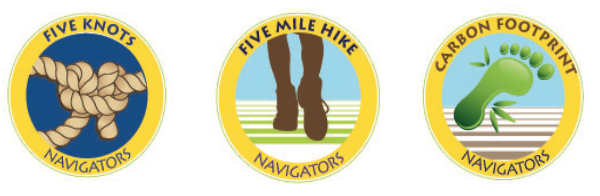 FIVE KNOTS
NAVIGATORS
FIVE MILE HIKE
NAVIGATORS
CARBON FOOTPRINT
NAVIGATORS